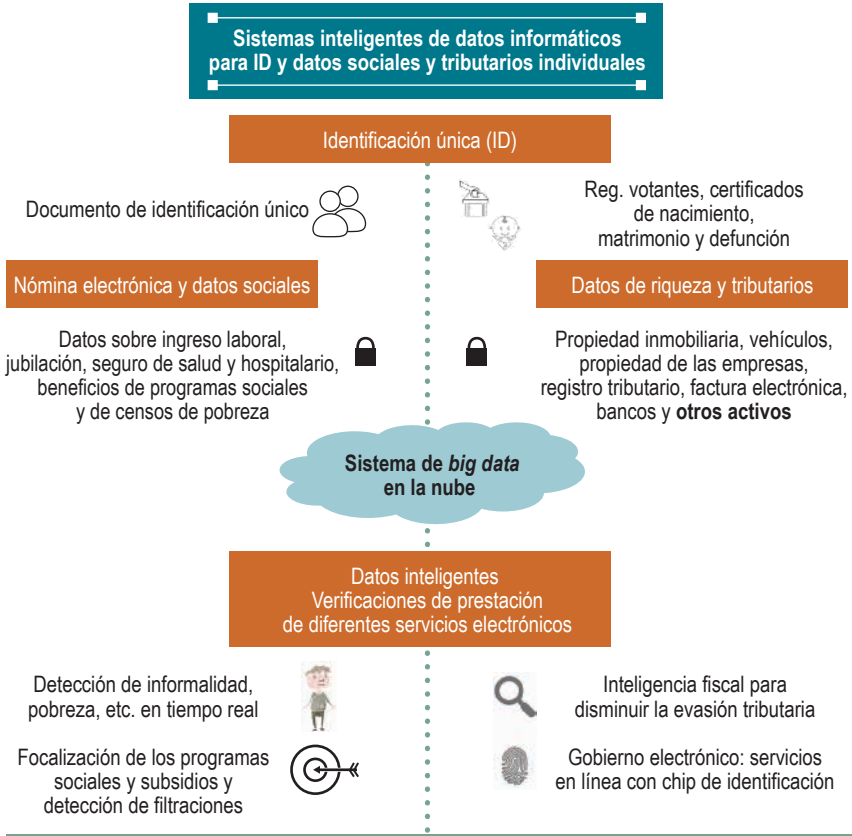 Sistemas inteligentes de datos informáticos
para ID y datos sociales y tributarios individuales
Identificación única (ID)
Documento de identificación único
Reg. votantes, certificados
de nacimiento,
matrimonio y defunción
Nómina electrónica y datos sociales
Datos de riqueza y tributarios
Datos sobre ingreso laboral,
jubilación, seguro de salud y hospitalario,
beneficios de programas sociales
y de censos de pobreza
Propiedad inmobiliaria, vehículos,
propiedad de las empresas,
registro tributario, factura electrónica,
bancos y otros activos
Sistema de big data
en la nube
Datos inteligentes
Verificaciones de prestación
de diferentes servicios electrónicos
Detección de informalidad,
pobreza, etc. en tiempo real
Inteligencia fiscal para
disminuir la evasión tributaria
Focalización de los programas
sociales y subsidios y
detección de filtraciones
Gobierno electrónico: servicios
en línea con chip de identificación